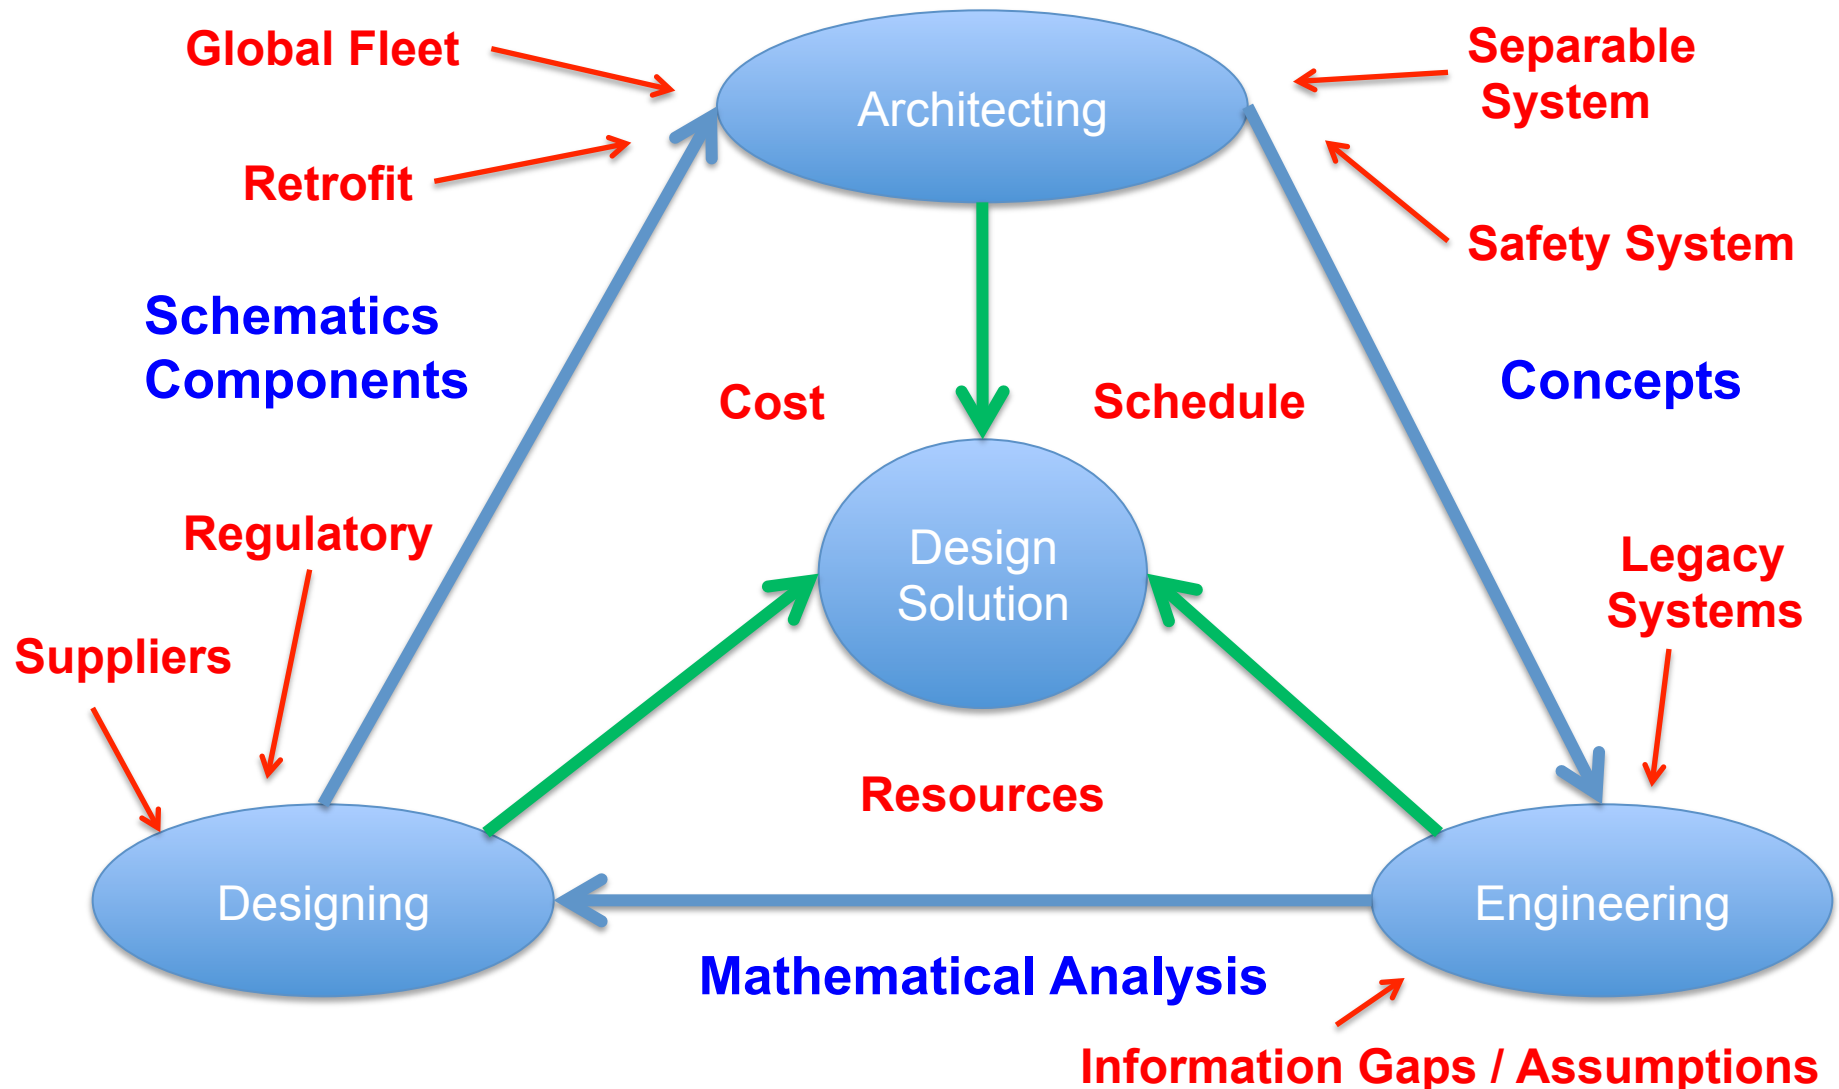 Global Fleet
Separable
System
Architecting
Retrofit
Safety System
Schematics
Components
Cost
Schedule
Concepts
Regulatory
Design
Solution
Legacy
Systems
Suppliers
Resources
Designing
Engineering
Mathematical Analysis
Information Gaps / Assumptions